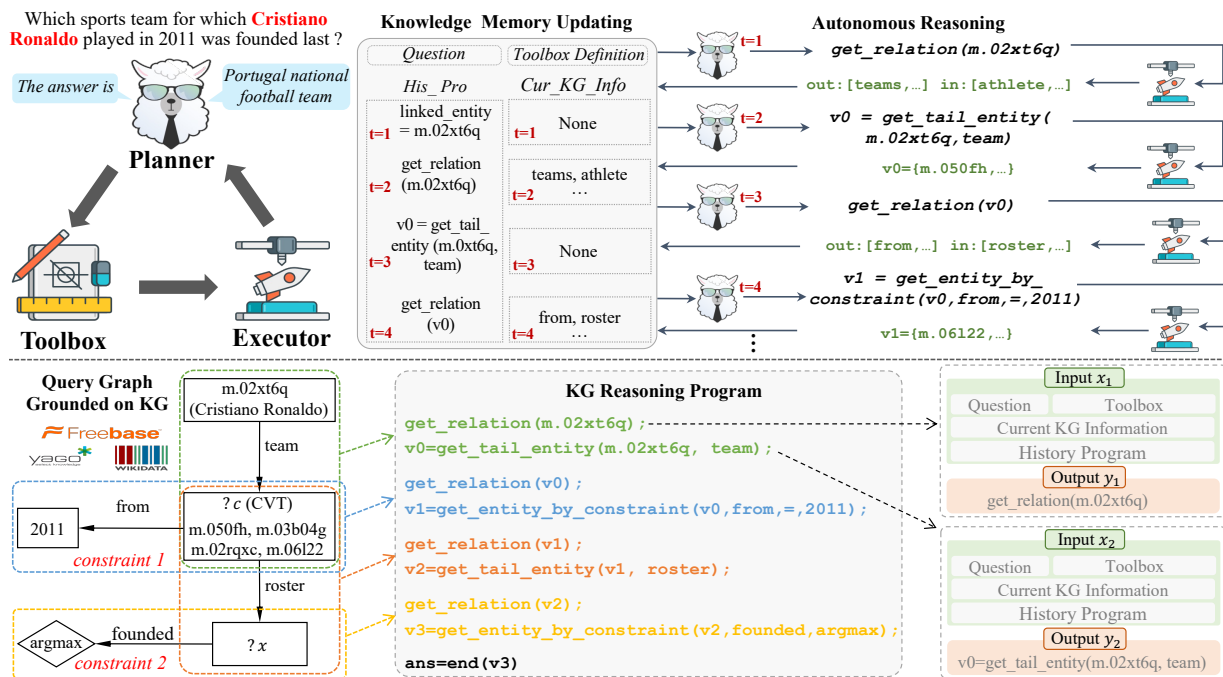 Which sports team for which Cristiano
Ronaldo played in 2011 was founded last ?
The answer is
Portugal national
football team
Planner
Toolbox
Executor
Knowledge Memory Updating
Question
Toolbox Definition
His_Pro
Cur_KG_Info
linked_entity
= m.02xt6q
t=1
None
t=1
get_relation
(m.02xt6q)
t=2
teams, athlete
…
t=2
v0 = get_tail_
entity (m.0xt6q,
team)
t=3
None
t=3
get_relation
(v0)
t=4
from, roster
…
t=4
Autonomous Reasoning
t=1
get_relation(m.02xt6q)
out:[teams,…] in:[athlete,…]
t=2
v0 = get_tail_entity(
m.02xt6q,team)
v0={m.050fh,…}
t=3
get_relation(v0)
out:[from,…] in:[roster,…]
t=4
v1 = get_entity_by_
constraint(v0,from,=,2011)
v1={m.06l22,…}
⋮
Query Graph
Grounded on KG
Freebase
yago
select knowledge
WIKIDATA
m.02xt6q
(Cristiano Ronaldo)
team
from
2011
? c (CVT)
m.050fh, m.03b04g
m.02rqxc, m.06l22
constraint 1
roster
founded
argmax
? x
constraint 2
KG Reasoning Program
get_relation(m.02xt6q);
v0=get_tail_entity(m.02xt6q, team);
get_relation(v0);
v1=get_entity_by_constraint(v0,from,=,2011);
get_relation(v1);
v2=get_tail_entity(v1, roster);
get_relation(v2);
v3=get_entity_by_constraint(v2,founded,argmax);
ans=end(v3)
Input x₁
Question
Toolbox
Current KG Information
History Program
Output y₁
get_relation(m.02xt6q)
Input x₂
Question
Toolbox
Current KG Information
History Program
Output y₂
v0=get_tail_entity(m.02xt6q, team)